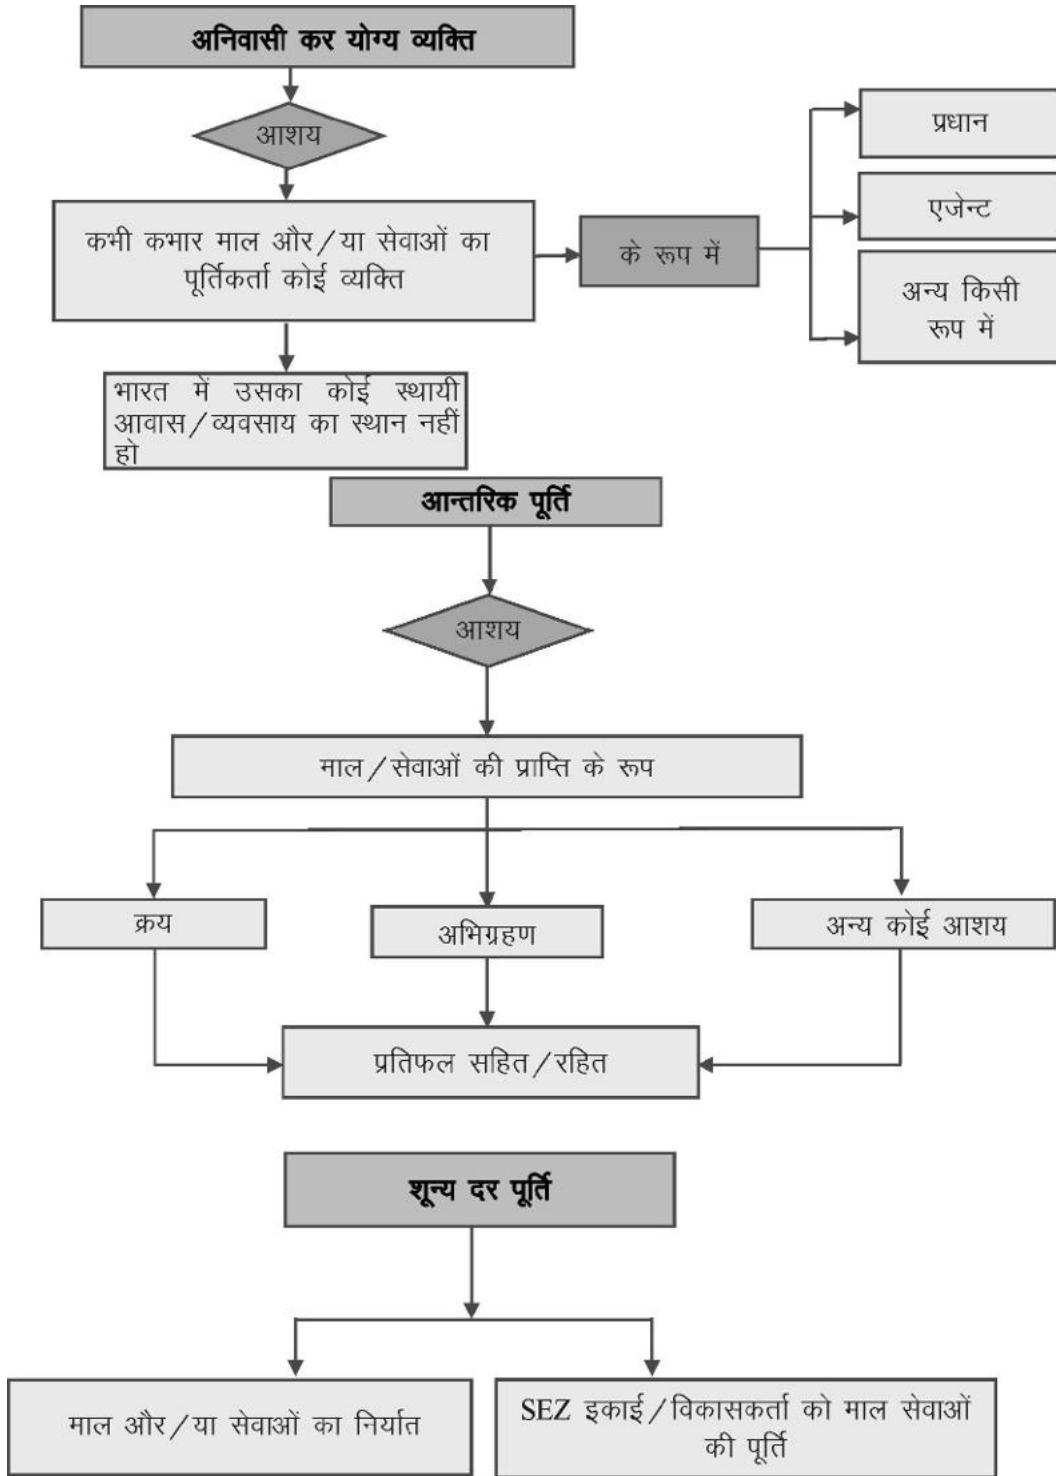 अनिवासी कर योग्य व्यक्ति
आशय
कभी कभार माल और/या सेवाओं का
पूर्तिकर्ता कोई व्यक्ति
के रूप में
प्रधान
एजेन्ट
अन्य किसी
रूप में
भारत में उसका कोई स्थायी
आवास/व्यवसाय का स्थान नहीं
हो
आन्तरिक पूर्ति
आशय
माल/सेवाओं की प्राप्ति के रूप
क्रय
अभिग्रहण
अन्य कोई आशय
प्रतिफल सहित/रहित
शून्य दर पूर्ति
माल और/या सेवाओं का निर्यात
SEZ इकाई/विकासकर्ता को माल सेवाओं
की पूर्ति